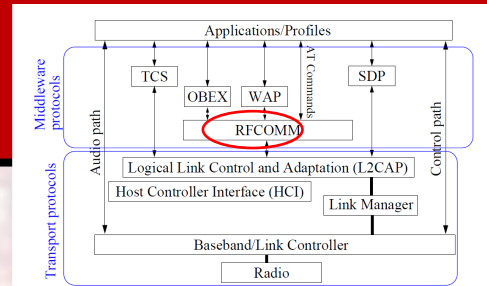 Applications/Profiles
Middleware
protocols
Audio path
TCS
OBEX
WAP
AT Commands
SDP
Control path
RFCOMM
Transport protocols
Logical Link Control and Adaptation (L2CAP)
Host Controller Interface (HCI)
Link Manager
Baseband/Link Controller
Radio